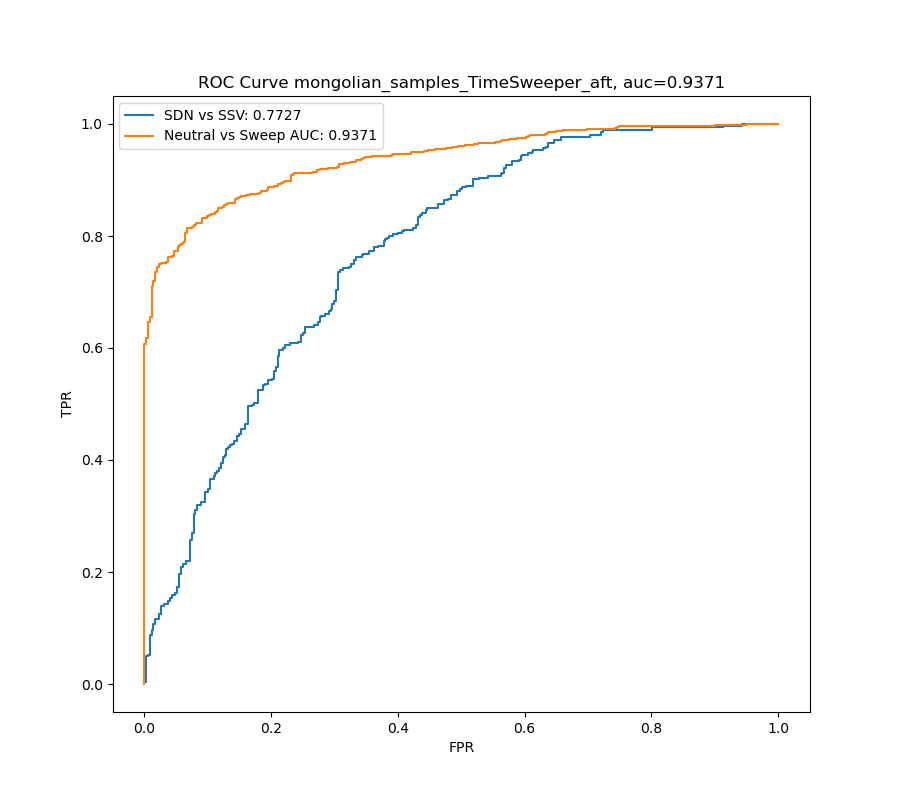 ROC Curve mongolian_samples_TimeSweeper_aft, auc=0.9371
SDN vs SSV: 0.7727
Neutral vs Sweep AUC: 0.9371
1.0
0.8
0.6
0.4
0.2
0.0
TPR
0.0 0.2 0.4 0.6 0.8 1.0
FPR